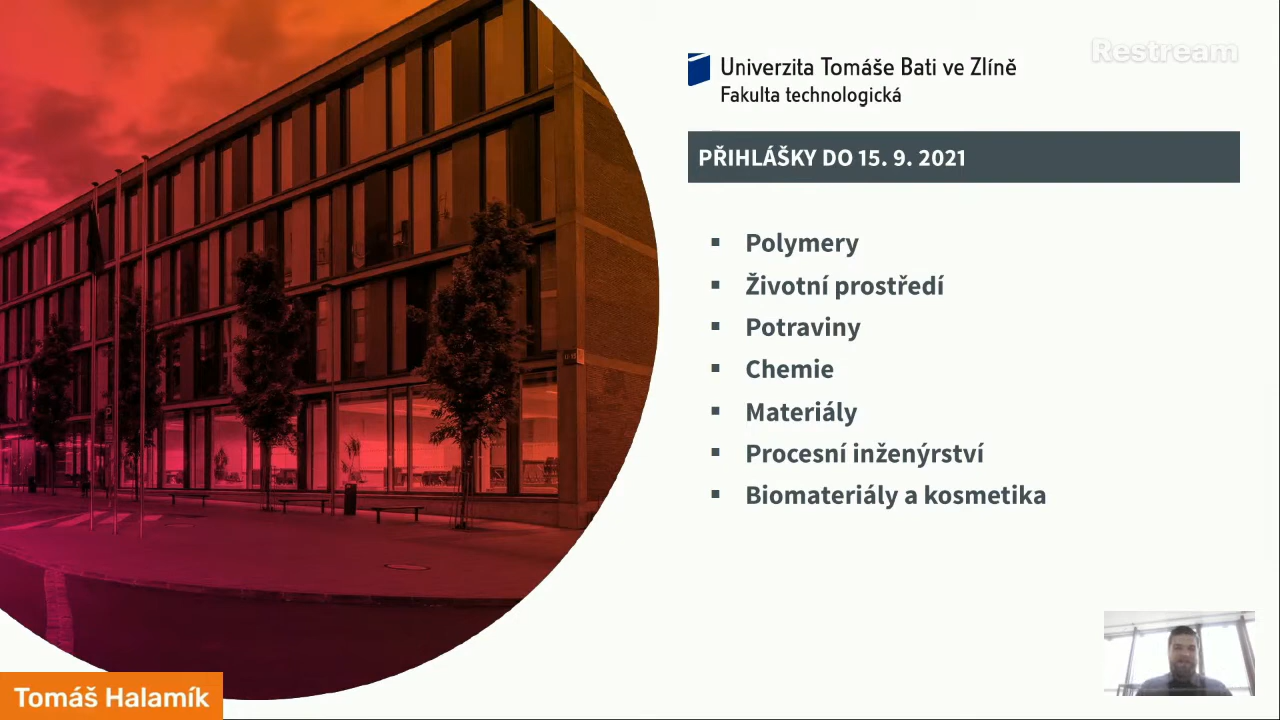 Restream
Univerzita Tomáše Bati ve Zlíně
Fakulta technologická
PŘIHLÁŠKY DO 15. 9. 2021
Polymery
Životní prostředí
Potraviny
Chemie
Materiály
Procesní inženýrství
Biomateriály a kosmetika
Tomáš Halamík